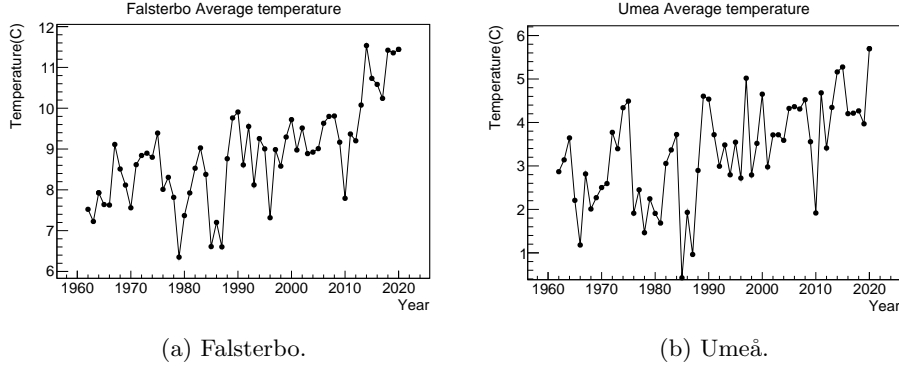 Falsterbo Average temperature
Temperature(C)
12
11
10
9
8
7
6
1960 1970 1980 1990 2000 2010 2020
Year
(a) Falsterbo.
Umea Average temperature
Temperature(C)
6
5
4
3
2
1
1960 1970 1980 1990 2000 2010 2020
Year
(b) Umeå.